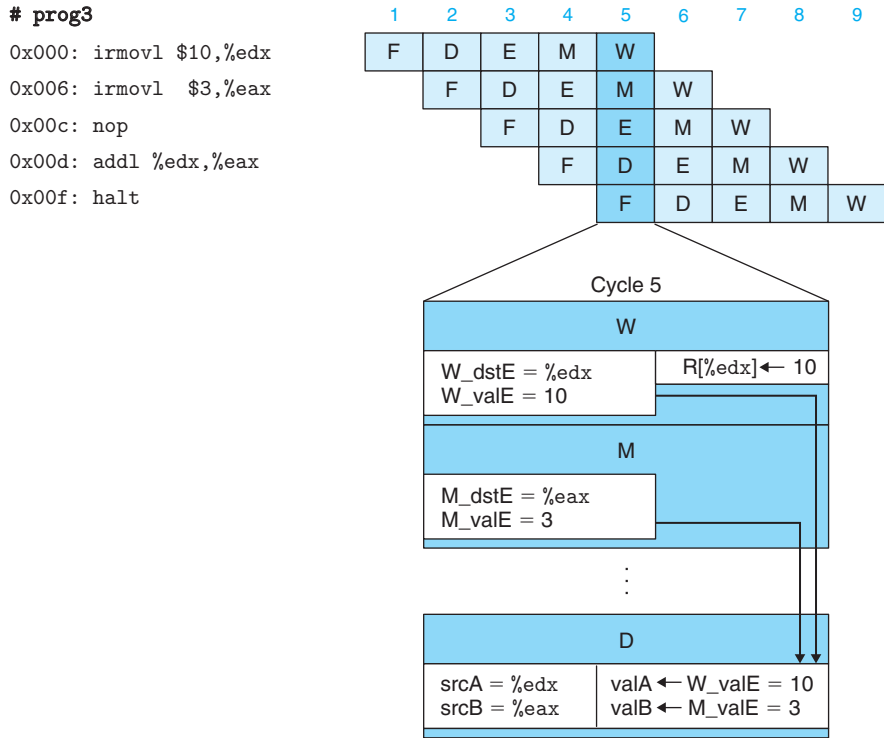 # prog3
1 2 3 4 5 6 7 8 9
0x000: irmovl $10,%edx F D E M W
0x006: irmovl $3,%eax F D E M W
0x00c: nop F D E M W
0x00d: addl %edx,%eax F D E M W
0x00f: halt F D E M W
Cycle 5
W
W_dstE = %edx R[%edx] ← 10
W_valE = 10
M
M_dstE = %eax
M_valE = 3
D
srcA = %edx valA ← W_valE = 10
srcB = %eax valB ← M_valE = 3